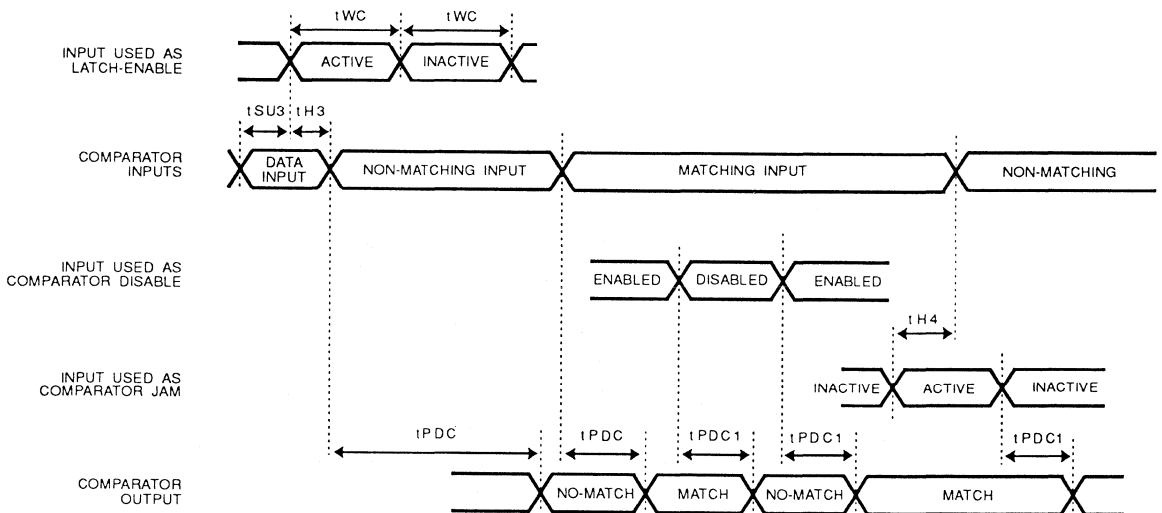 tWC tWC
INPUT USED AS
LATCH-ENABLE
ACTIVE INACTIVE
tSU3 tH3
COMPARATOR
INPUTS
DATA
INPUT
NON-MATCHING INPUT MATCHING INPUT NON-MATCHING
INPUT USED AS
COMPARATOR DISABLE
ENABLED DISABLED ENABLED
tH4
INPUT USED AS
COMPARATOR JAM
INACTIVE ACTIVE INACTIVE
tPDC tPDC tPDC1 tPDC1 tPDC1
COMPARATOR
OUTPUT
NO-MATCH MATCH NO-MATCH MATCH